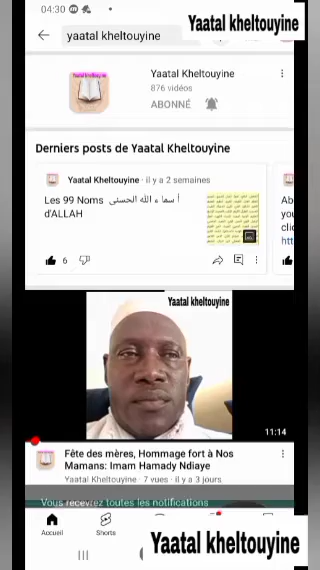 04:30
Yaatal kheltouyine
yaatal kheltouyine
Yaatal Kheltouyine
876 vidéos
ABONNÉ
Derniers posts de Yaatal Kheltouyine
Yaatal Kheltouyine · il y a 2 semaines
Les 99 Noms أسماء الله الحسنى
d'ALLAH
6
Yaatal kheltouyine
11:14
Fête des mères, Hommage fort à Nos
Mamans: Imam Hamady Ndiaye
Yaatal Kheltouyine · 7 vues · il y a 3 jours
Vous recevrez toutes les notifications
Accueil
Shorts
Yaatal kheltouyine